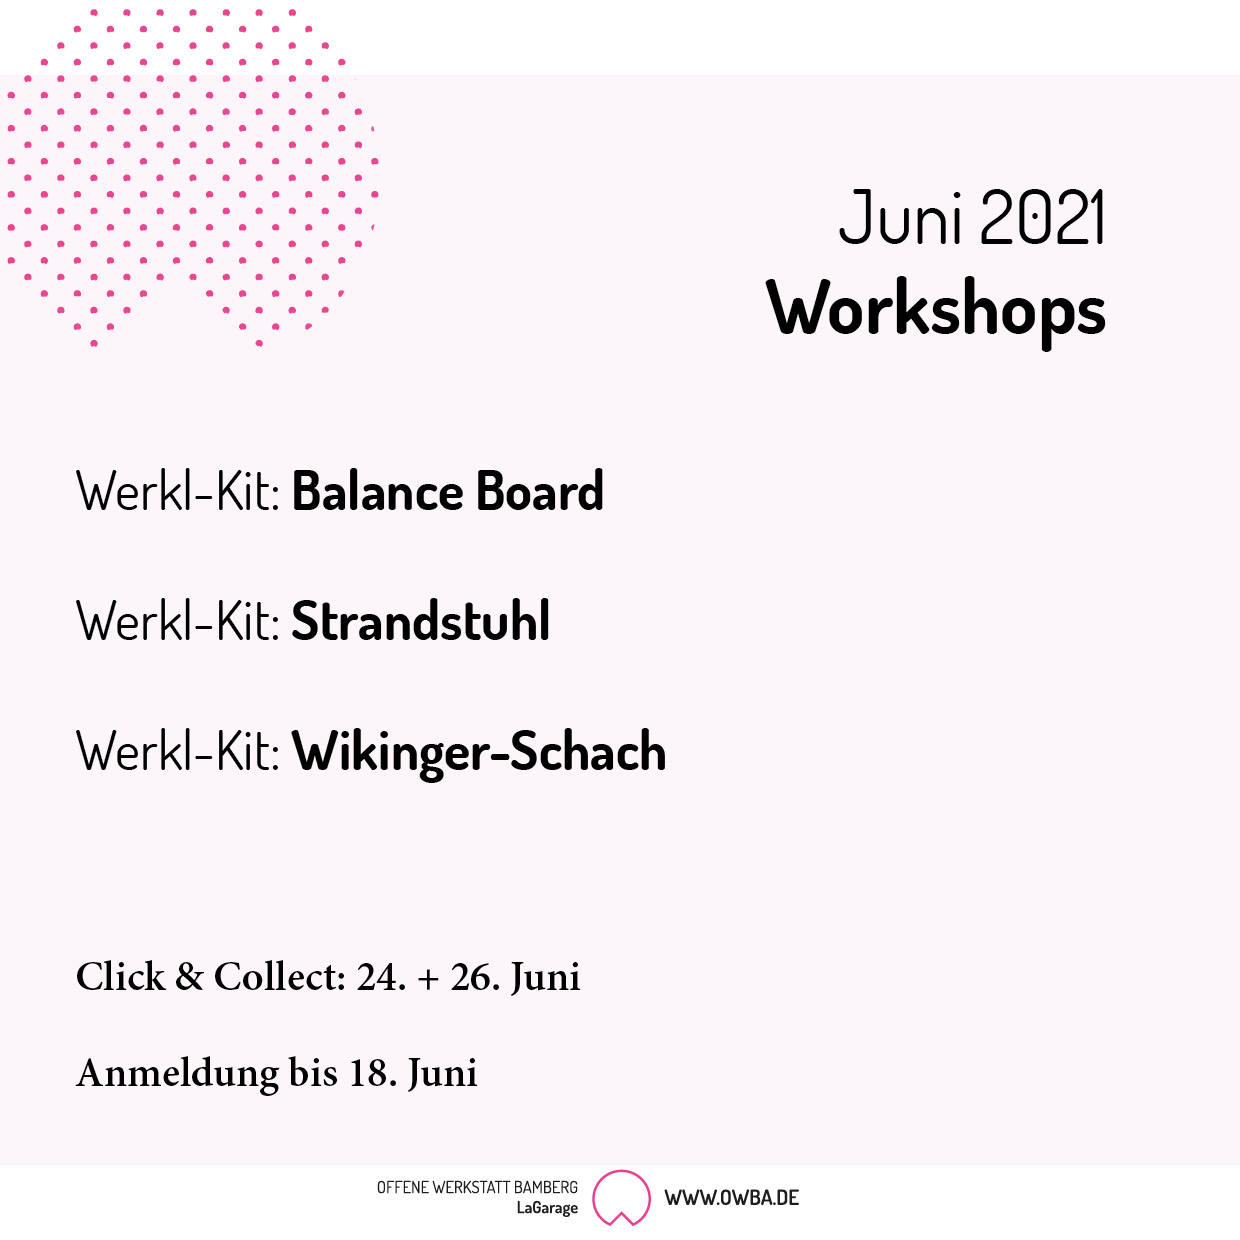 Juni 2021
Workshops
Werkl-Kit: Balance Board
Werkl-Kit: Strandstuhl
Werkl-Kit: Wikinger-Schach
Click & Collect: 24. + 26. Juni
Anmeldung bis 18. Juni
OFFENE WERKSTATT BAMBERG
LaGarage
WWW.OWBA.DE